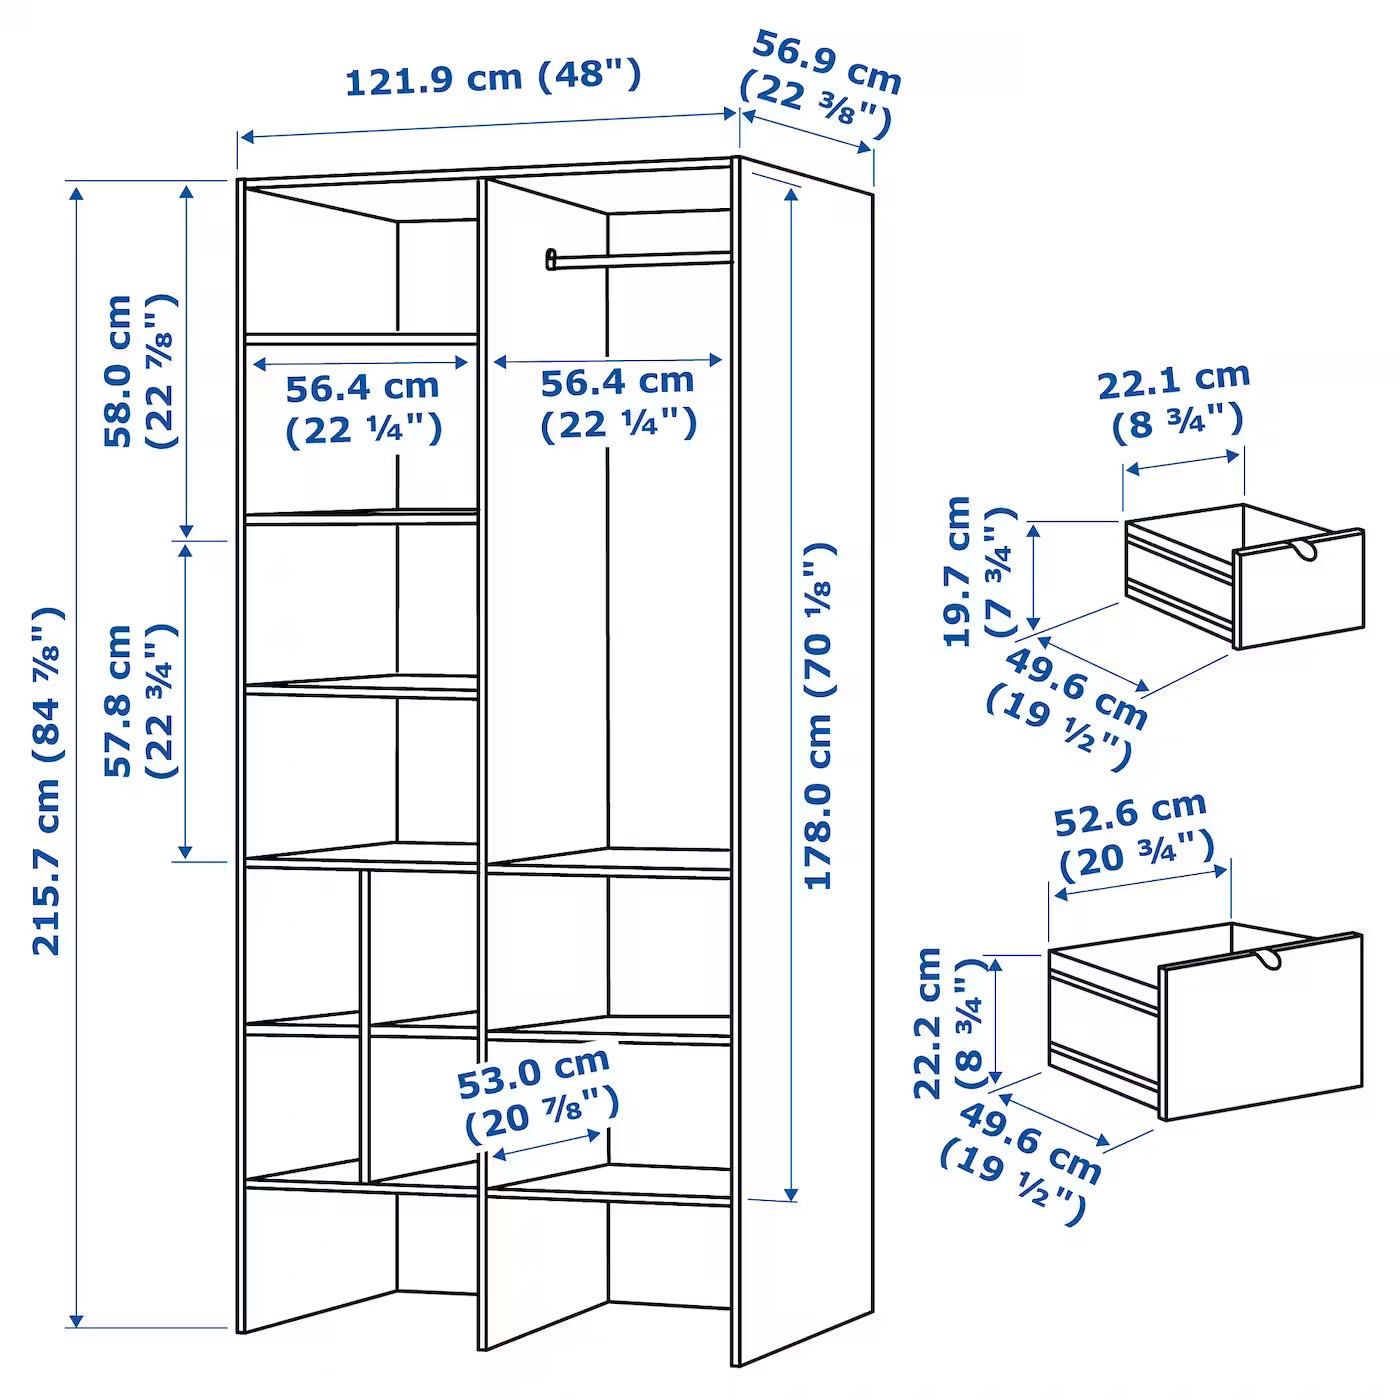 121.9 cm (48")
56.9 cm
(22 ⅜")
58.0 cm
(22 ⅞")
56.4 cm
(22 ¼")
56.4 cm
(22 ¼")
22.1 cm
(8 ¾")
19.7 cm
(7 ¾")
49.6 cm
(19 ½")
215.7 cm (84 ⅞")
57.8 cm
(22 ¾")
178.0 cm (70 ⅛")
52.6 cm
(20 ¾")
22.2 cm
(8 ¾")
49.6 cm
(19 ½")
53.0 cm
(20 ⅞")